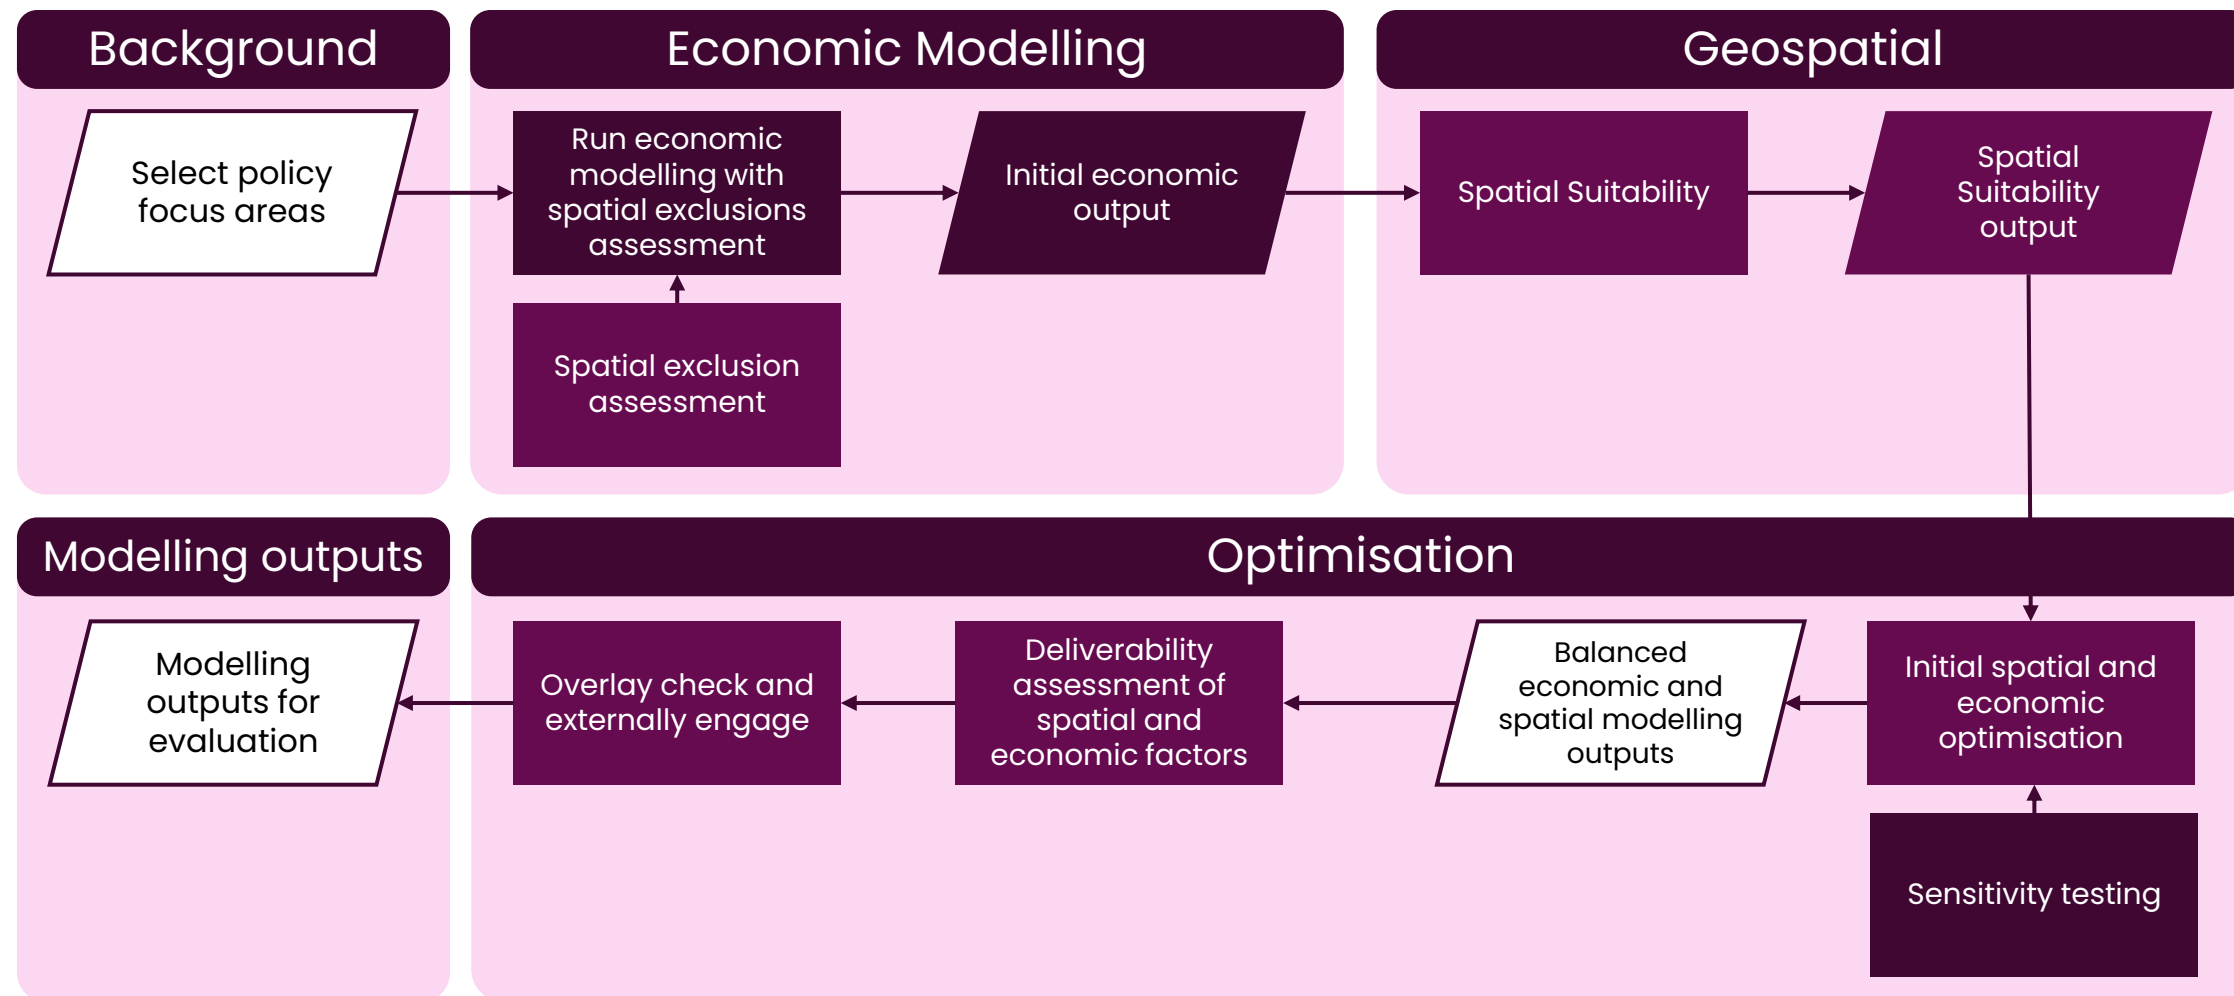 Background
Select policy
focus areas
Economic Modelling
Run economic
modelling with
spatial exclusions
assessment
Initial economic
output
Spatial exclusion
assessment
Geospatial
Spatial Suitability
Spatial
Suitability
output
Optimisation
Initial spatial and
economic
optimisation
Sensitivity testing
Balanced
economic and
spatial modelling
outputs
Deliverability
assessment of
spatial and
economic factors
Overlay check and
externally engage
Modelling outputs
Modelling
outputs for
evaluation